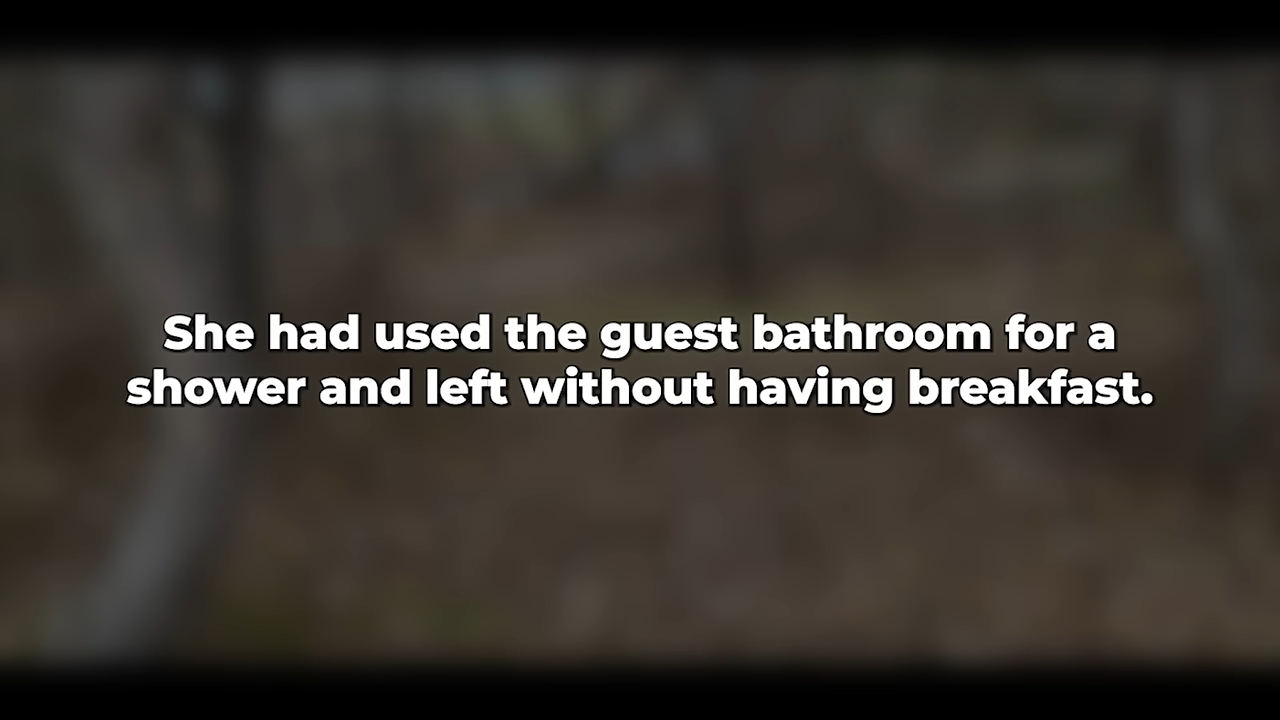 She had used the guest bathroom for a
shower and left without having breakfast.